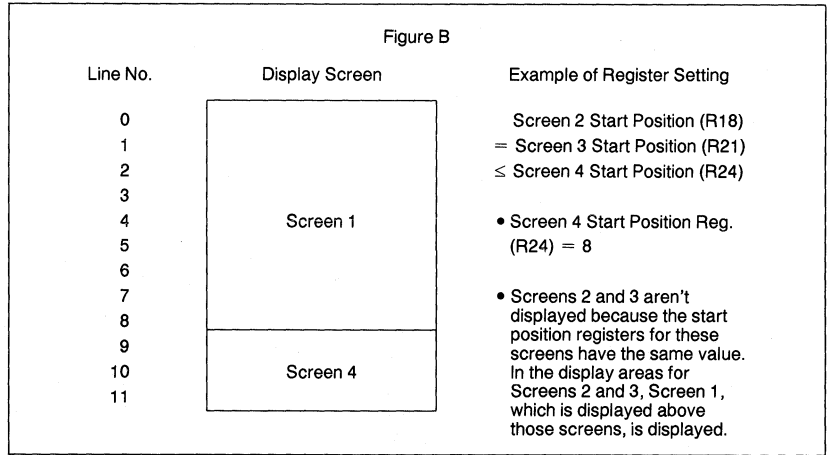 Figure B
Line No.
Display Screen
Example of Register Setting
0
1
2
3
4
5
6
7
8
9
10
11
Screen 1
Screen 4
Screen 2 Start Position (R18)
= Screen 3 Start Position (R21)
≤ Screen 4 Start Position (R24)
• Screen 4 Start Position Reg.
(R24) = 8
• Screens 2 and 3 aren't
displayed because the start
position registers for these
screens have the same value.
In the display areas for
Screens 2 and 3, Screen 1,
which is displayed above
those screens, is displayed.